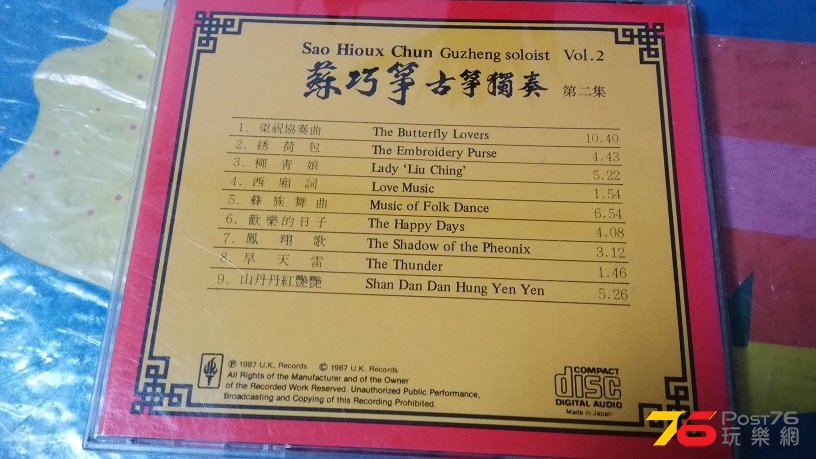 Sao Hioux Chun Guzheng soloist Vol.2
蘇巧箏 古箏獨奏 第二集
1. 梁祝協奏曲 The Butterfly Lovers 10.40
2. 綉荷包 The Embroidery Purse 4.43
3. 柳青娘 Lady ‘Liu Ching’ 5.22
4. 西廂詞 Love Music 1.54
5. 彝族舞曲 Music of Folk Dance 6.54
6. 歡樂的日子 The Happy Days 4.08
7. 鳳翔歌 The Shadow of the Pheonix 3.12
8. 旱天雷 The Thunder 1.46
9. 山丹丹紅艷艷 Shan Dan Dan Hung Yen Yen 5.26
℗ 1987 U.K. Records. © 1987 U.K. Records.
All Rights of the Manufacturer and of the Owner
of the Recorded Work Reserved. Unauthorized Public Performance,
Broadcasting and Copying of this Recording Prohibited.
COMPACT
disc
DIGITAL AUDIO
Made in Japan
76 Post76
玩樂網